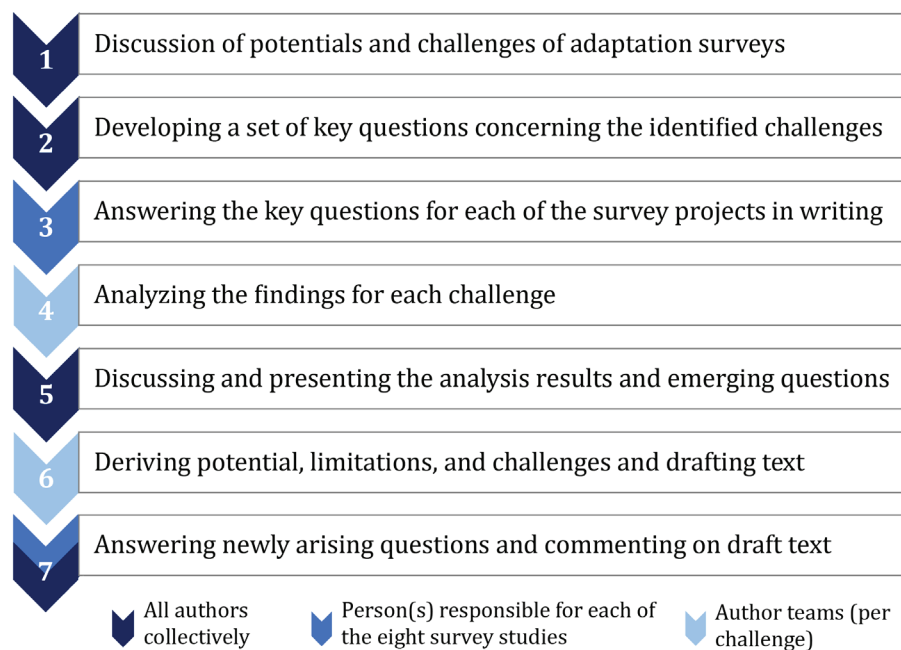 1 Discussion of potentials and challenges of adaptation surveys
2 Developing a set of key questions concerning the identified challenges
3 Answering the key questions for each of the survey projects in writing
4 Analyzing the findings for each challenge
5 Discussing and presenting the analysis results and emerging questions
6 Deriving potential, limitations, and challenges and drafting text
7 Answering newly arising questions and commenting on draft text
All authors
collectively
Person(s) responsible for each of
the eight survey studies
Author teams (per
challenge)